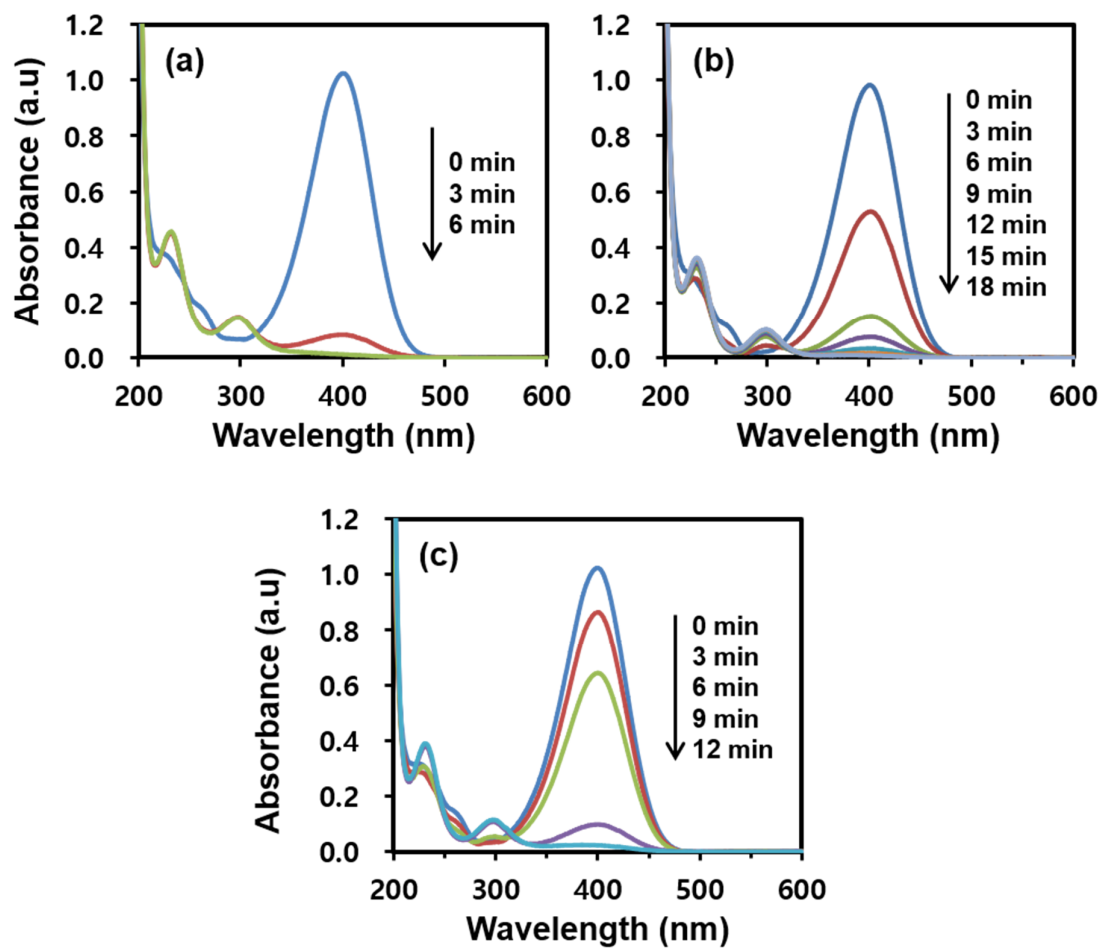 (a)
1.2
1.0
0.8
0.6
0.4
0.2
0.0
Absorbance (a.u)
0 min
3 min
6 min
200 300 400 500 600
Wavelength (nm)
(b)
1.2
1.0
0.8
0.6
0.4
0.2
0.0
0 min
3 min
6 min
9 min
12 min
15 min
18 min
200 300 400 500 600
Wavelength (nm)
(c)
1.2
1.0
0.8
0.6
0.4
0.2
0.0
Absorbance (a.u)
0 min
3 min
6 min
9 min
12 min
200 300 400 500 600
Wavelength (nm)